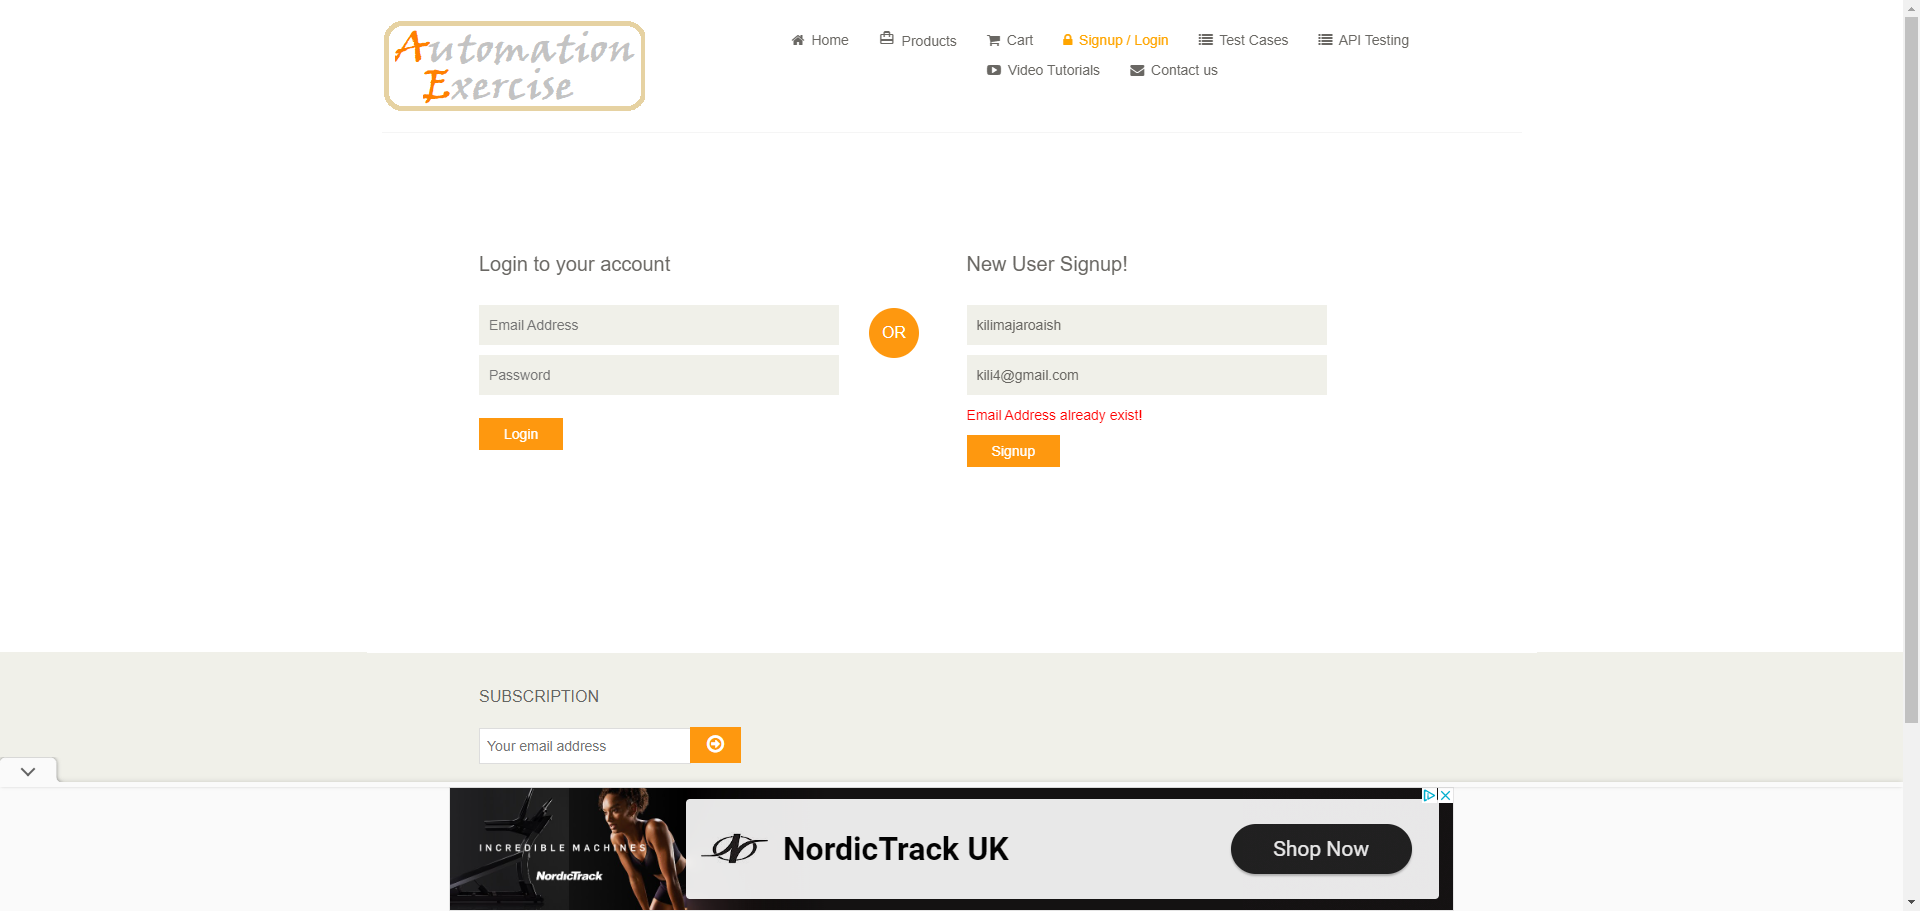 Automation
Exercise
Home
Products
Cart
Signup / Login
Test Cases
API Testing
Video Tutorials
Contact us
Login to your account
Email Address
Password
Login
OR
New User Signup!
kilimajaroaish
kili4@gmail.com
Email Address already exist!
Signup
SUBSCRIPTION
Your email address
INCREDIBLE MACHINES
NordicTrack
NordicTrack UK
Shop Now